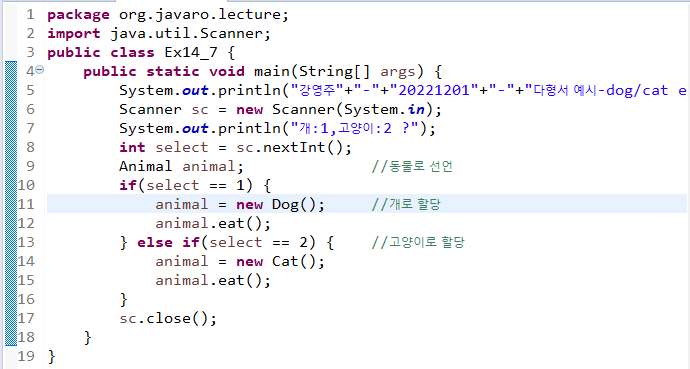 1 package org.javaro.lecture;
2 import java.util.Scanner;
3 public class Ex14_7 {
4 public static void main(String[] args) {
5 System.out.println("강영주"+"-"+"20221201"+"-"+"다형서 예시-dog/cat e
6 Scanner sc = new Scanner(System.in);
7 System.out.println("개:1,고양이:2 ?");
8 int select = sc.nextInt();
9 Animal animal; //동물로 선언
10 if(select == 1) {
11 animal = new Dog(); //개로 할당
12 animal.eat();
13 } else if(select == 2) { //고양이로 할당
14 animal = new Cat();
15 animal.eat();
16 }
17 sc.close();
18 }
19 }